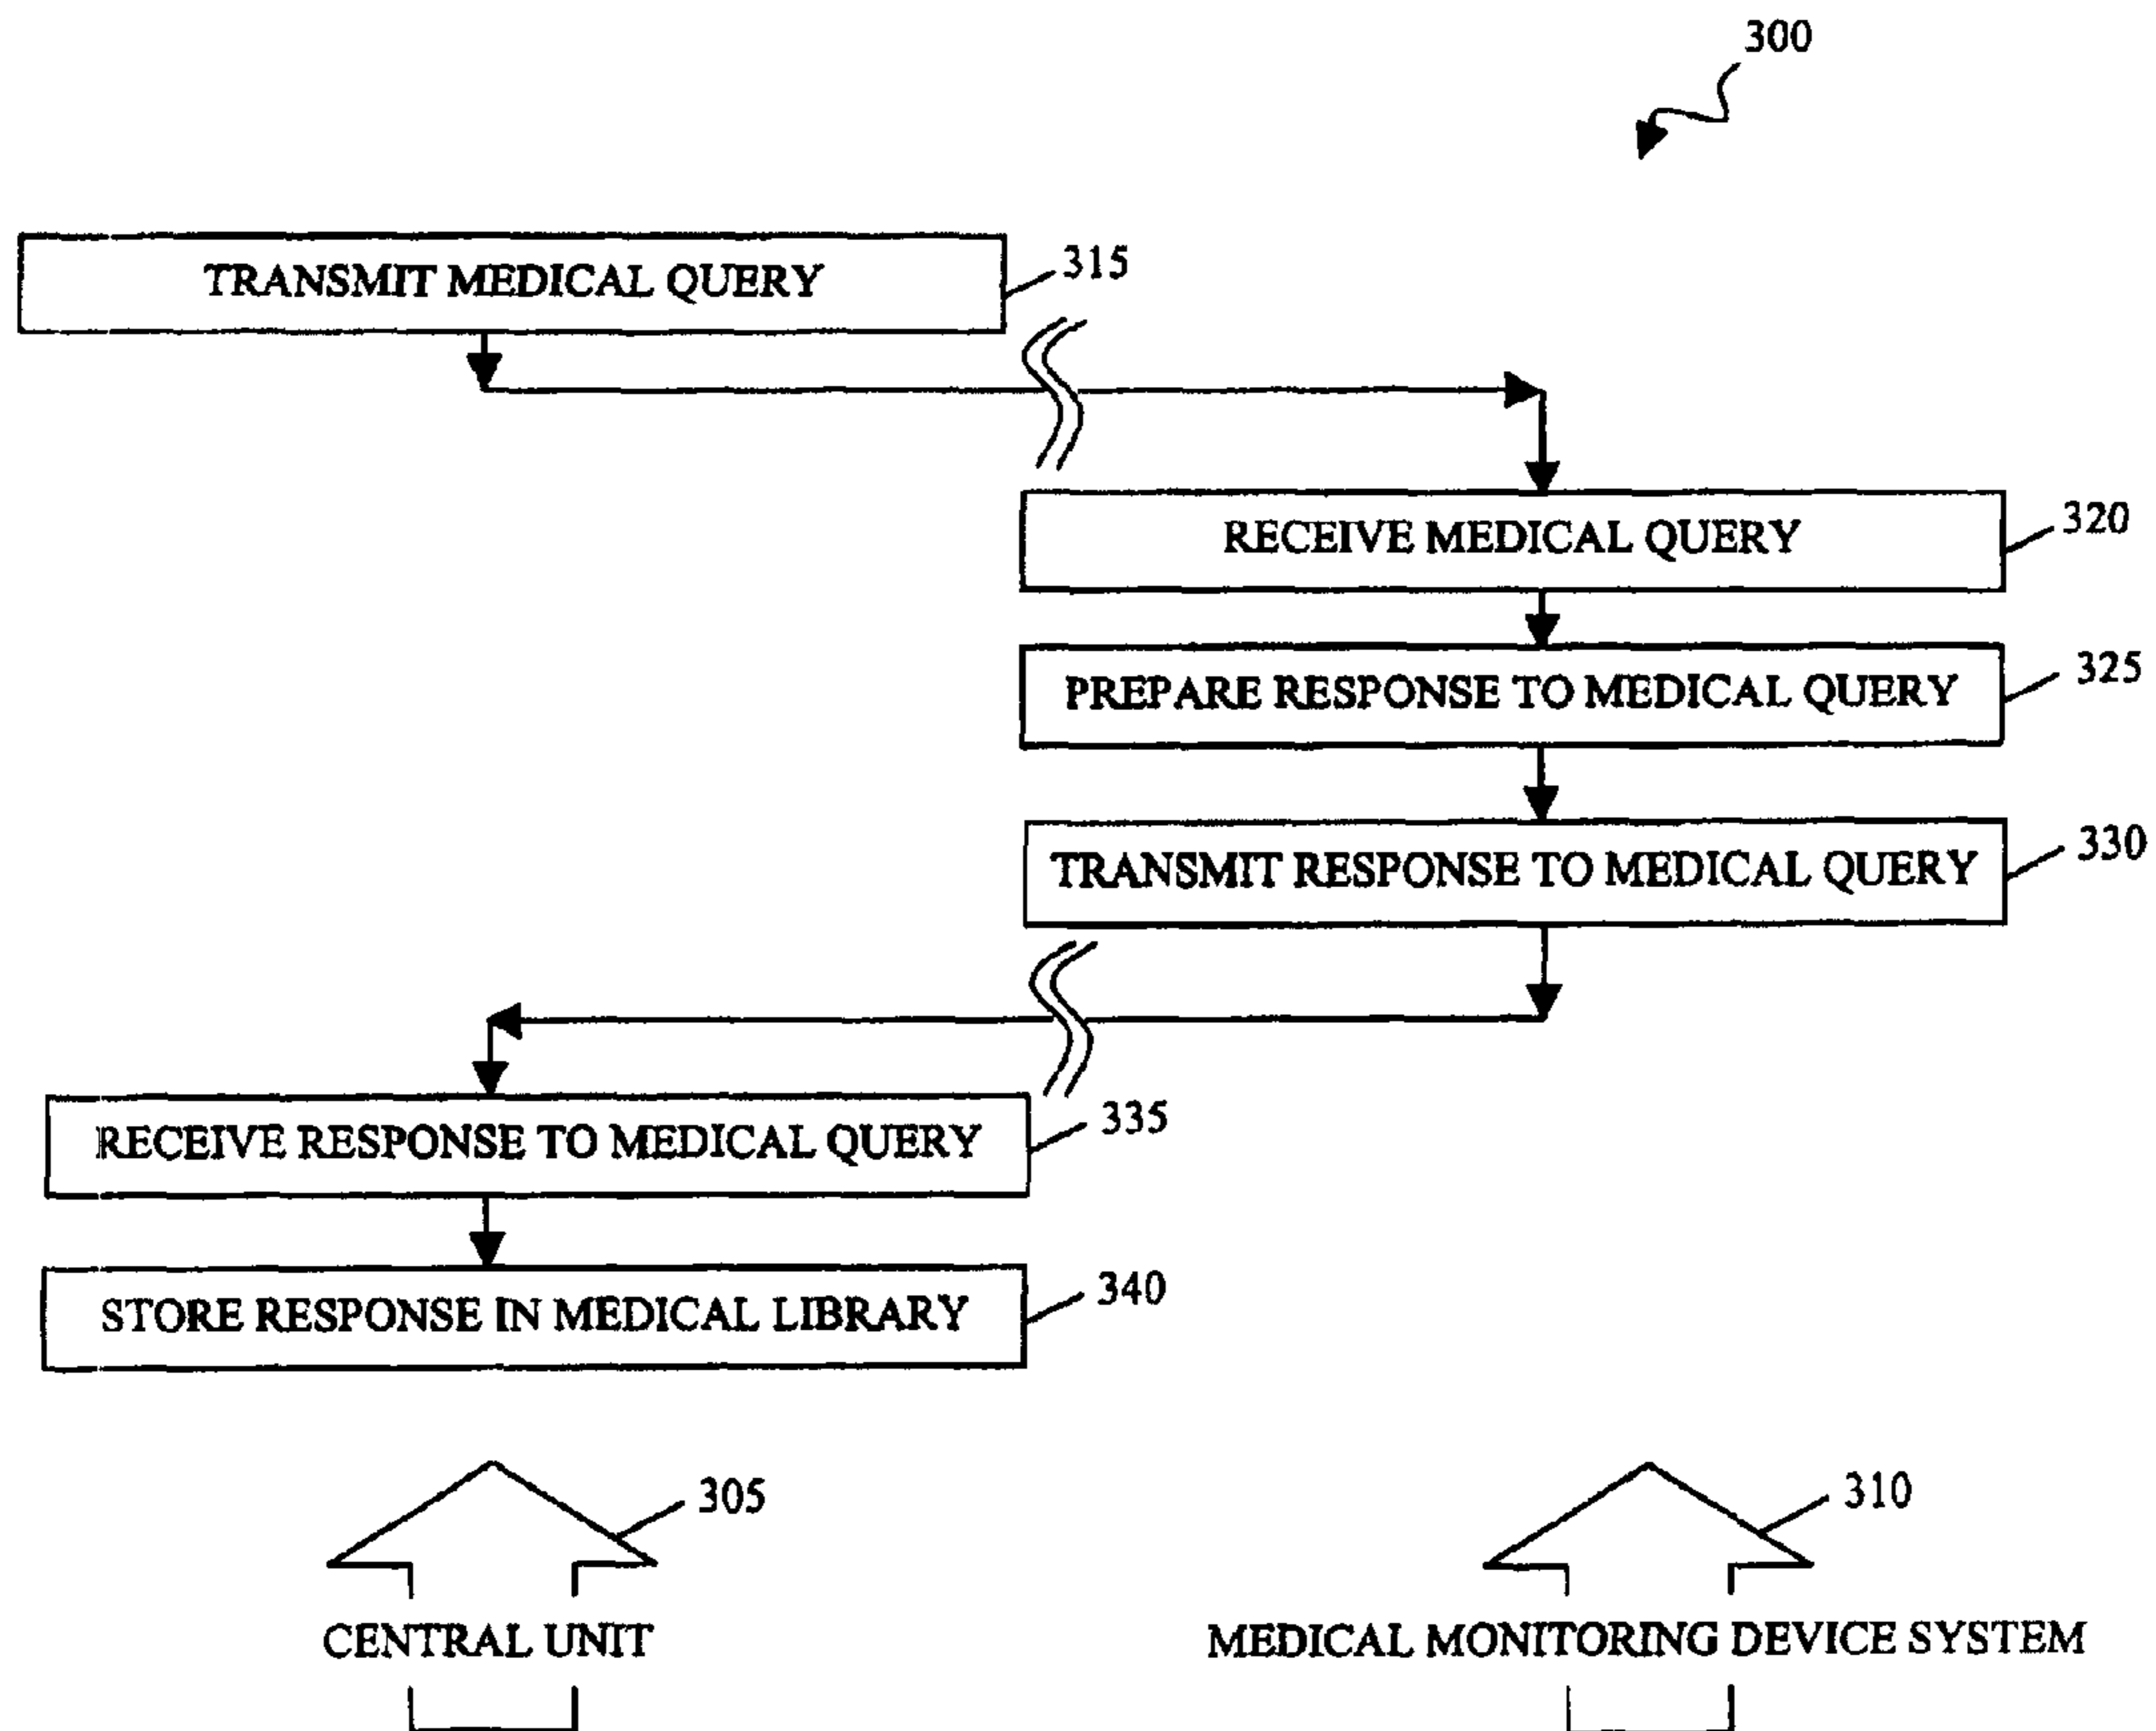 300
TRANSMIT MEDICAL QUERY
315
RECEIVE MEDICAL QUERY
320
PREPARE RESPONSE TO MEDICAL QUERY
325
TRANSMIT RESPONSE TO MEDICAL QUERY
330
RECEIVE RESPONSE TO MEDICAL QUERY
335
STORE RESPONSE IN MEDICAL LIBRARY
340
305
310
CENTRAL UNIT
MEDICAL MONITORING DEVICE SYSTEM